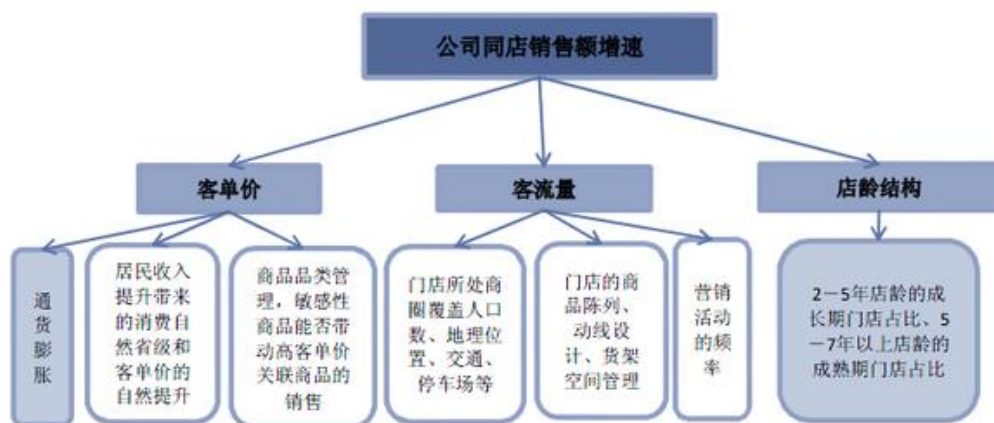 公司同店销售额增速
客单价
客流量
店龄结构
通
货
膨
胀
居民收入
提升带来
的消费自
然省级和
客单价的
自然提升
商品品类管
理，敏感性
商品能否带
动高客单价
关联商品的
销售
门店所处商
圈覆盖人口
数、地理位
置、交通、
停车场等
门店的商
品陈列、
动线设
计、货架
空间管理
营销
活动
的频
率
2－5年店龄的成
长期门店占比、5
－7年以上店龄的
成熟期门店占比